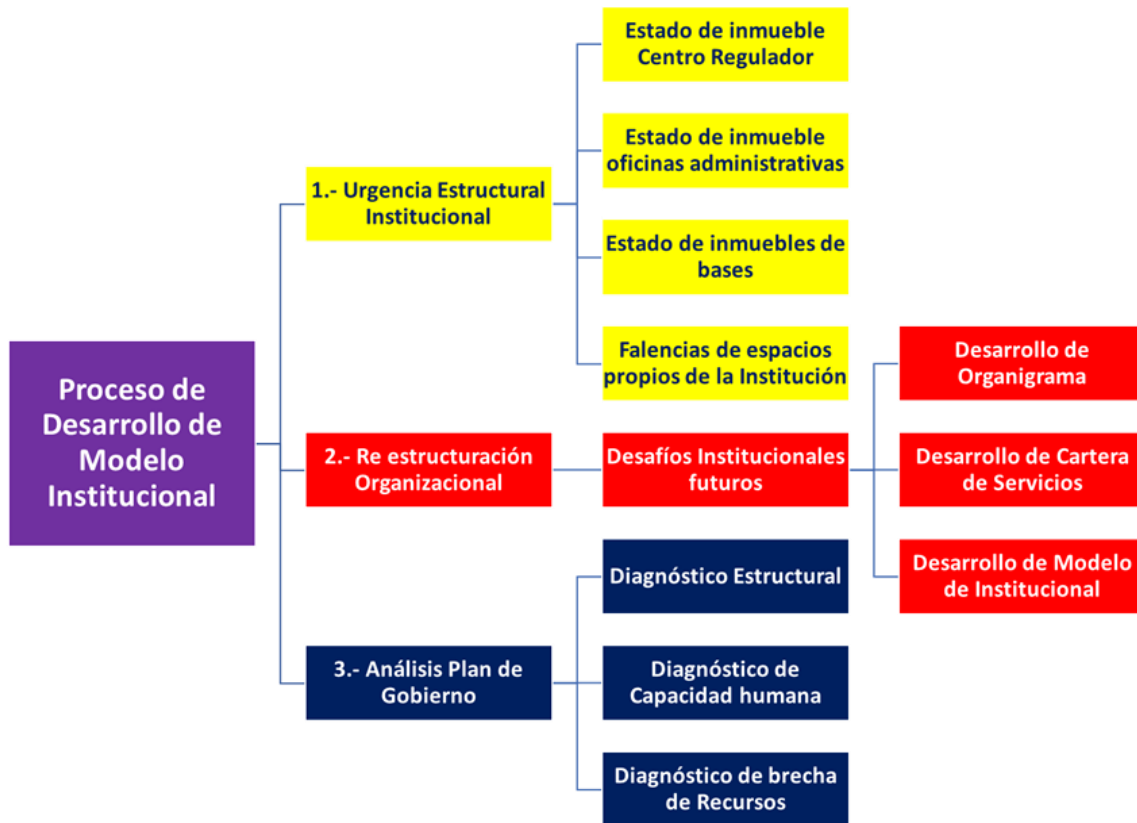 Proceso de
Desarrollo de
Modelo
Institucional
1.- Urgencia Estructural
Institucional
Estado de inmueble
Centro Regulador
Estado de inmueble
oficinas administrativas
Estado de inmuebles de
bases
Falencias de espacios
propios de la Institución
2.- Re estructuración
Organizacional
Desafíos Institucionales
futuros
Desarrollo de
Organigrama
Desarrollo de Cartera
de Servicios
Desarrollo de Modelo
de Institucional
3.- Análisis Plan de
Gobierno
Diagnóstico Estructural
Diagnóstico de
Capacidad humana
Diagnóstico de brecha
de Recursos